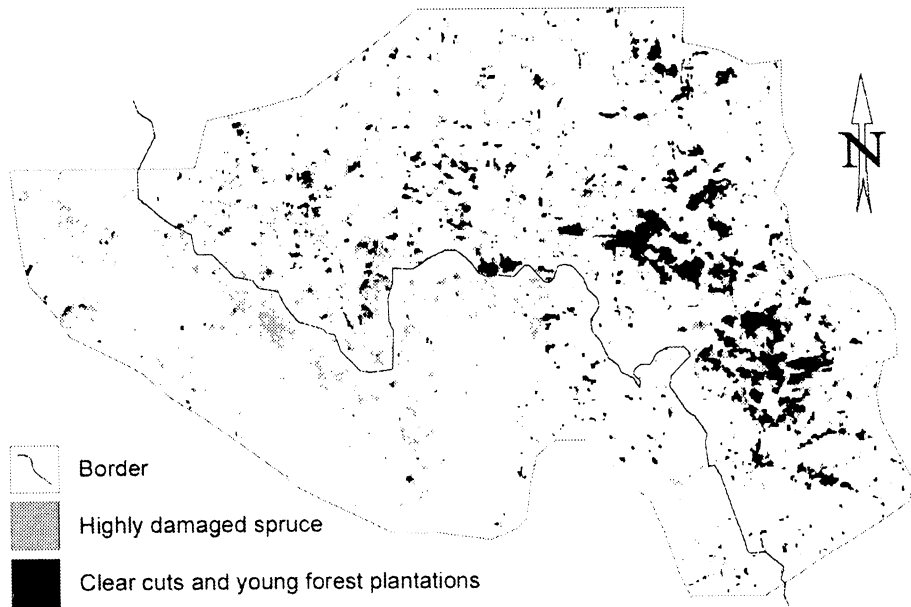 N
Border
Highly damaged spruce
Clear cuts and young forest plantations